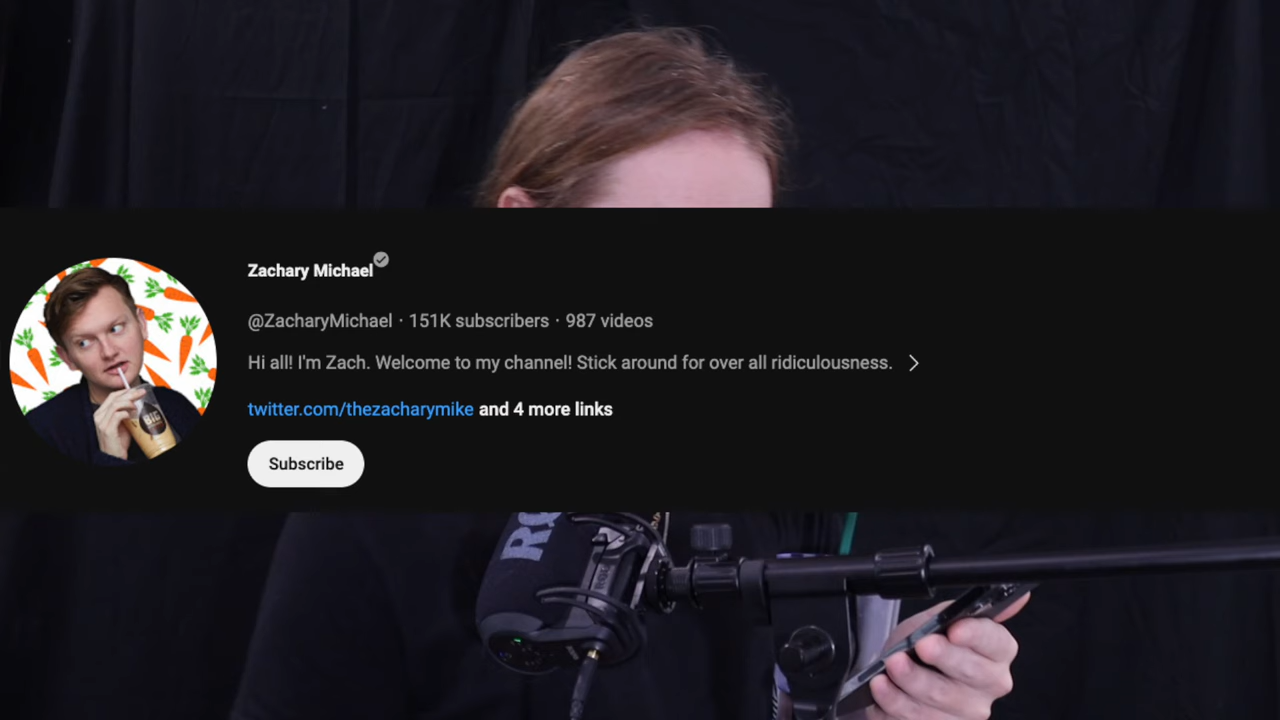 Zachary Michael
@ZacharyMichael · 151K subscribers · 987 videos
Hi all! I'm Zach. Welcome to my channel! Stick around for over all ridiculousness.
twitter.com/thezacharymike and 4 more links
Subscribe